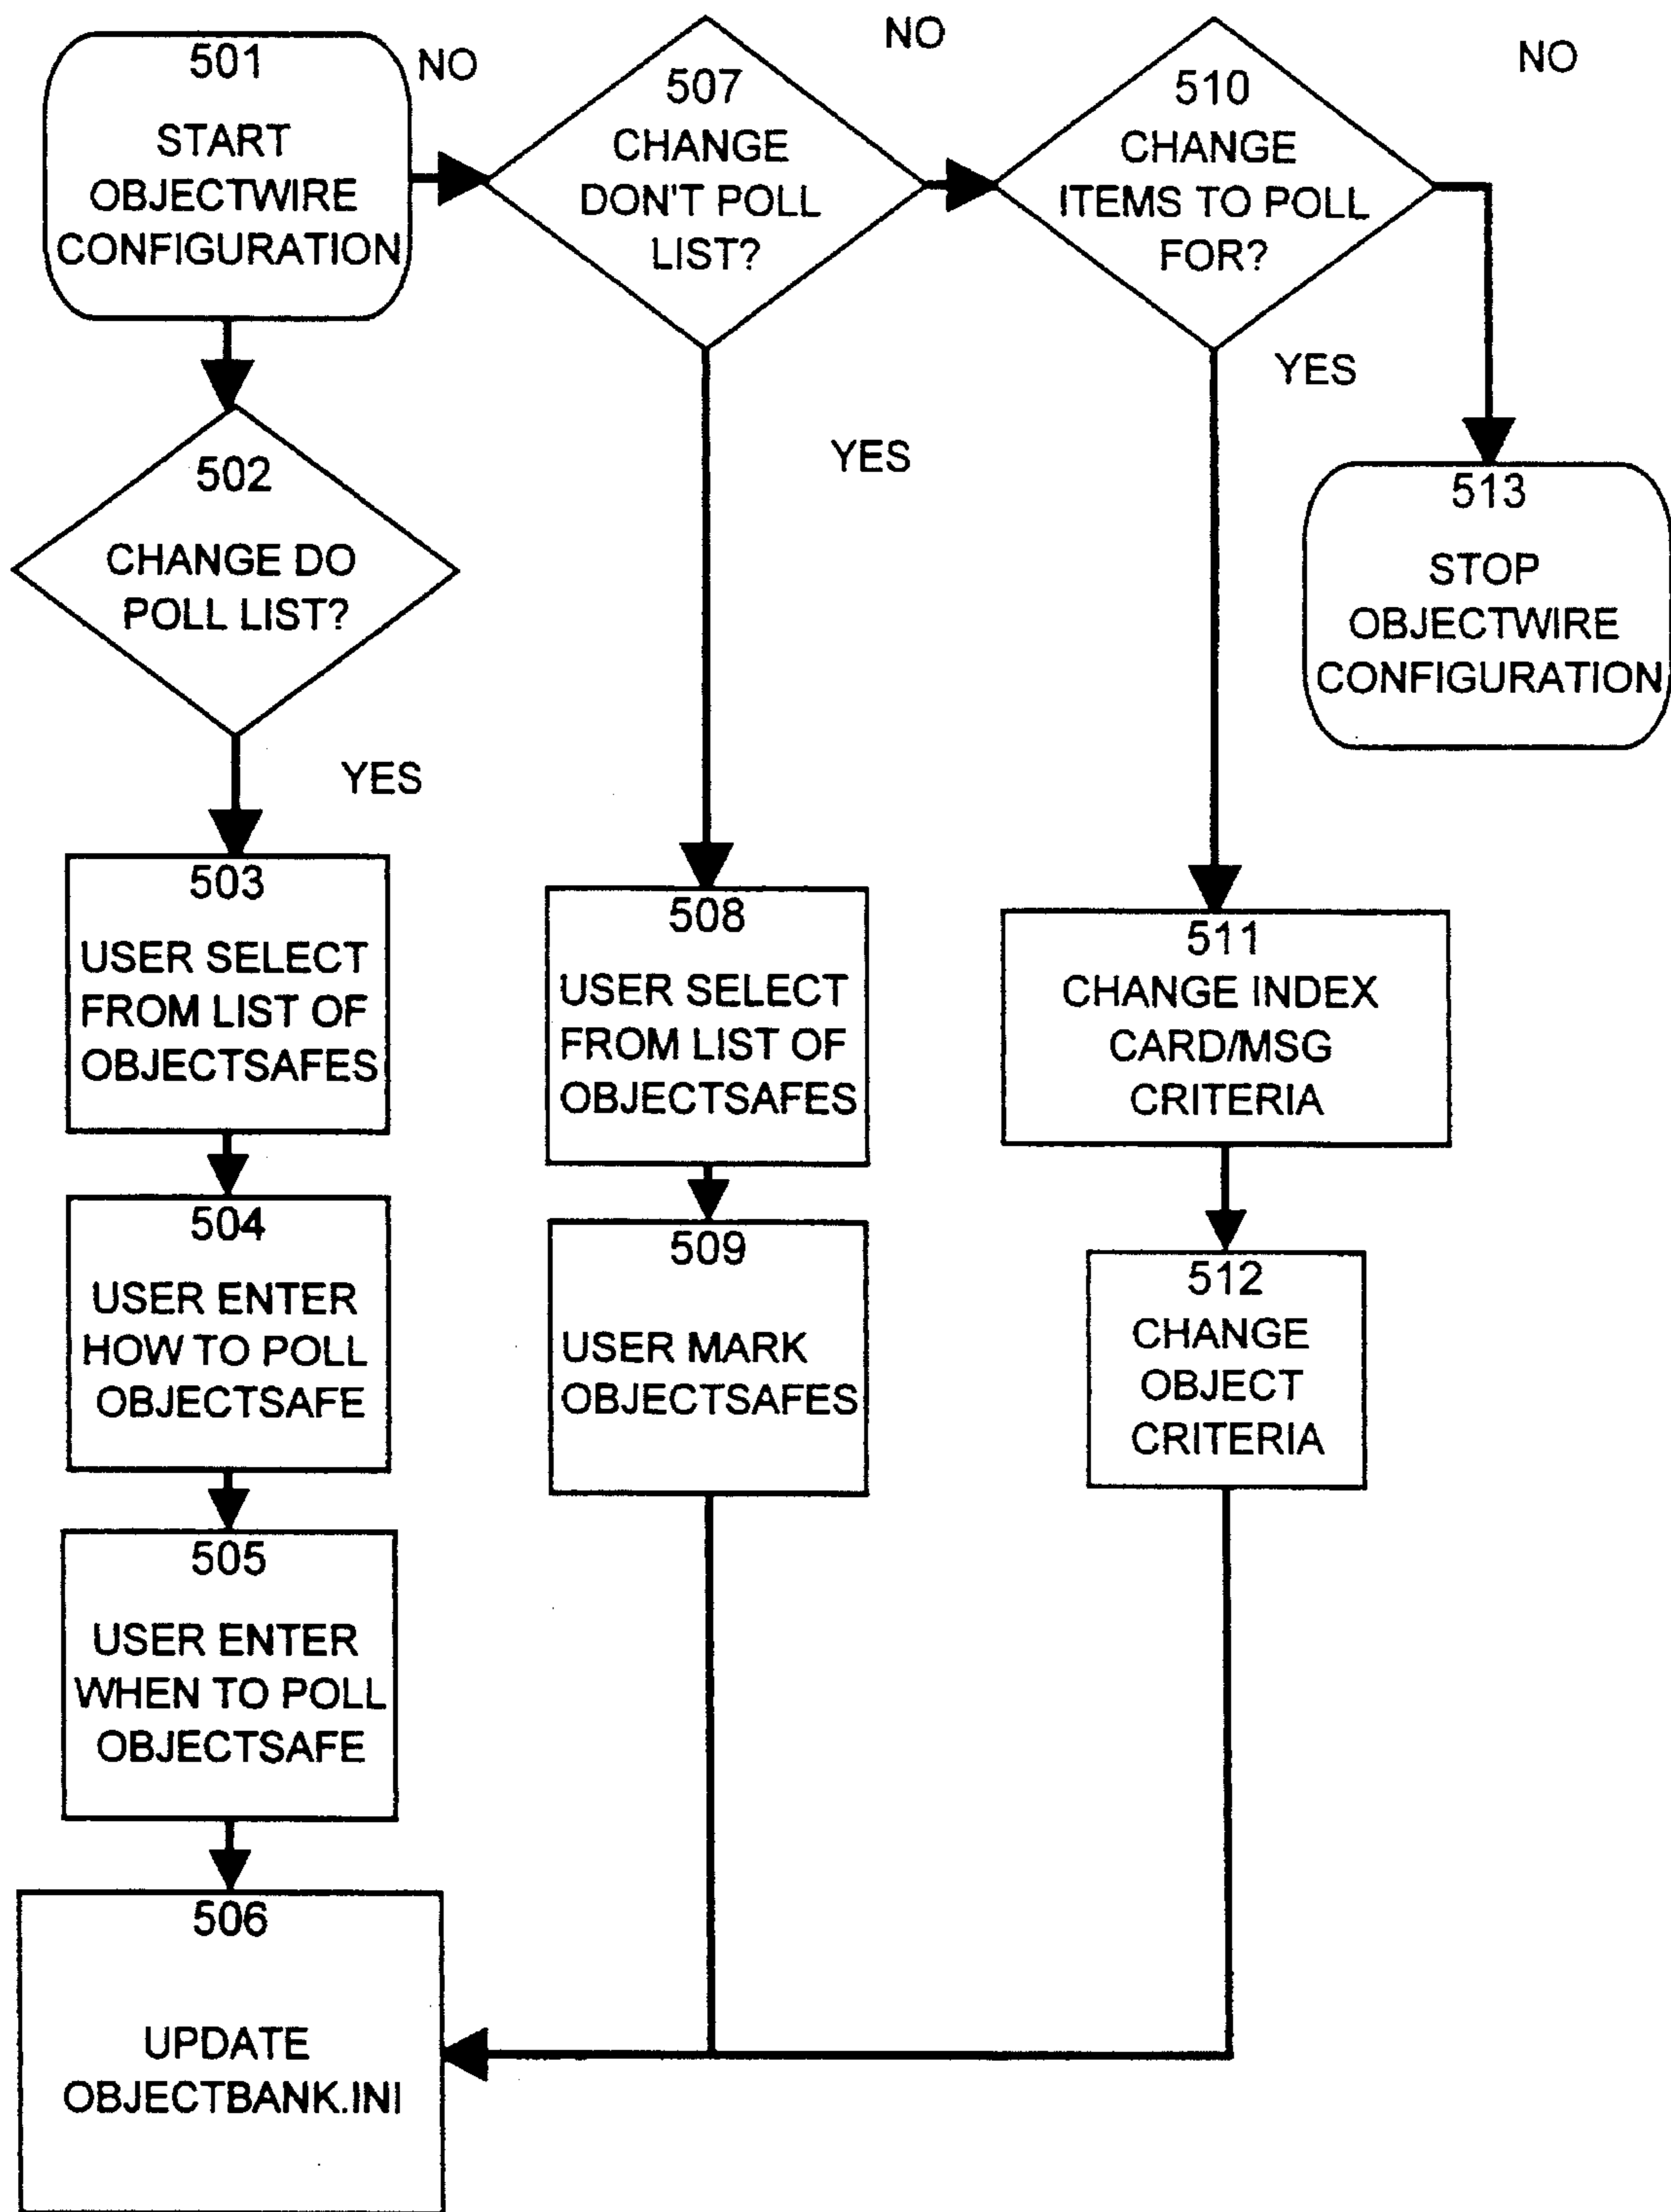 501
START
OBJECTWIRE
CONFIGURATION
NO
502
CHANGE DO
POLL LIST?
YES
503
USER SELECT
FROM LIST OF
OBJECTSAFES
504
USER ENTER
HOW TO POLL
OBJECTSAFE
505
USER ENTER
WHEN TO POLL
OBJECTSAFE
506
UPDATE
OBJECTBANK.INI
507
CHANGE
DON'T POLL
LIST?
NO
YES
508
USER SELECT
FROM LIST OF
OBJECTSAFES
509
USER MARK
OBJECTSAFES
510
CHANGE
ITEMS TO POLL
FOR?
NO
YES
511
CHANGE INDEX
CARD/MSG
CRITERIA
512
CHANGE
OBJECT
CRITERIA
513
STOP
OBJECTWIRE
CONFIGURATION